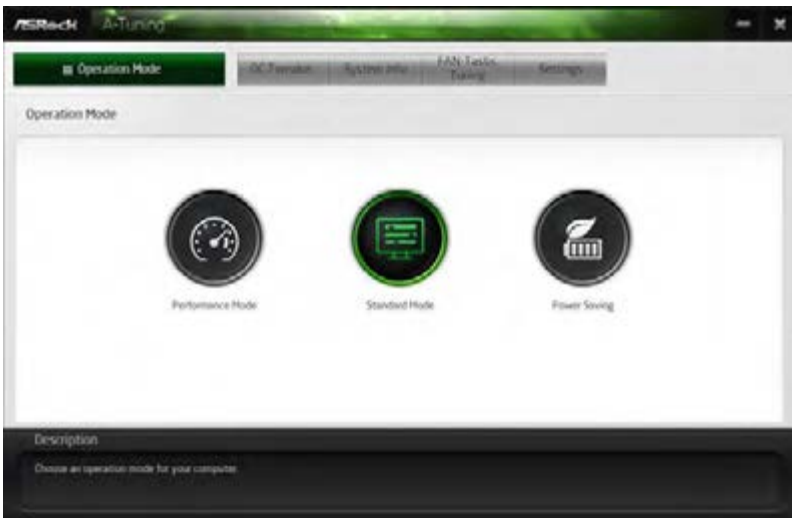 ASRock A-Tuning
Operation Mode
OC Tweaker
System Info
FAN-Tastic
Tuning
Settings
Operation Mode
Performance Mode
Standard Mode
Power Saving
Description
Choose an operation mode for your computer.